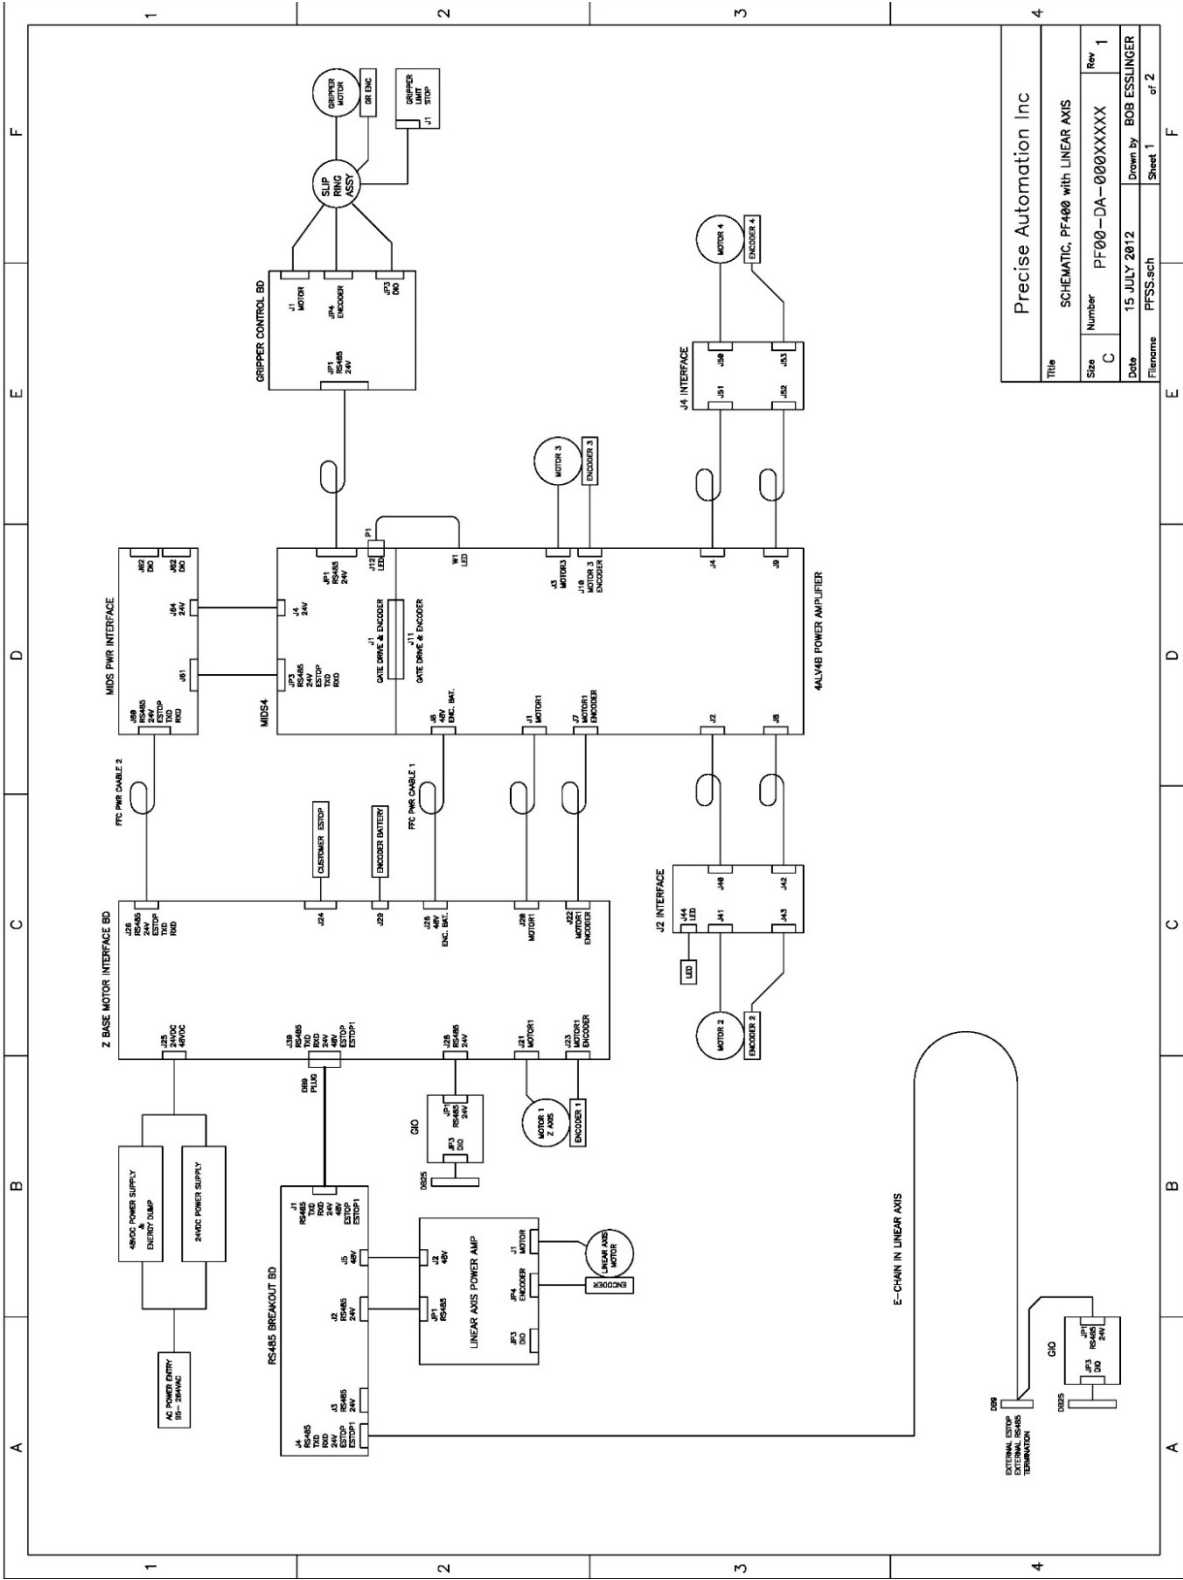 A
B
C
D
E
F
1
2
3
4
AC POWER ENTRY
48VDC POWER SUPPLY
&
ENERGY DUMP
24VDC POWER SUPPLY
Z BASE MOTOR INTERFACE BD
J25
24VDC
48VDC
RS485
TXD
RXD
24V
48V
ESTOP
ESTOP1
DB9
PLUG
RS485
24V
J21
MOTOR1
J23
MOTOR1
ENCODER
RS485
24V
ESTOP
TXD
RXD
J24
J29
48V
ENC. BAT.
MOTOR1
J22
MOTOR1
ENCODER
CUSTOMER ESTOP
ENCODER BATTERY
FFC PWR CAABLE 2
FFC PWR CAABLE 1
MIDS PWR INTERFACE
J60
RS485
24V
ESTOP
TXD
RXD
J61
J64
24V
J62
DIO
J62
DIO
MIDS4
JP3
RS485
24V
ESTOP
TXD
RXD
J4
24V
JP1
RS485
24V
J12
LED
P1
J1
GATE DRIVE & ENCODER
J11
GATE DRIVE & ENCODER
W1
LED
J6
48V
ENC. BAT.
J1
MOTOR1
J7
MOTOR1
ENCODER
J2
J8
J3
MOTOR3
J10
MOTOR 3
ENCODER
J4
J9
4ALV4B POWER AMPLIFIER
MOTOR 3
ENCODER 3
GRIPPER CONTROL BD
JP1
RS485
24V
J1
MOTOR
JP4
ENCODER
JP3
DIO
SLIP
RING
ASSY
GRIPPER
MOTOR
GR ENC
GRIPPER
LIMIT
STOP
J1
RS485 BREAKOUT BD
J4
RS485
TXD
RXD
24V
ESTOP
ESTOP1
J3
RS485
24V
J2
RS485
24V
J5
48V
J1
RS485
TXD
RXD
24V
48V
ESTOP
ESTOP1
LINEAR AXIS POWER AMP
JP1
RS485
J2
48V
JP3
DIO
JP4
ENCODER
J1
MOTOR
LINEAR AXIS
MOTOR
ENCODER
GIO
JP1
RS485
24V
JP3
DIO
DB25
MOTOR 1
Z AXIS
ENCODER 1
J2 INTERFACE
J44
LED
J41
J43
J40
J42
LED
MOTOR 2
ENCODER 2
J4 INTERFACE
J51
J52
J50
J53
MOTOR 4
ENCODER 4
E-CHAIN IN LINEAR AXIS
DB9
EXTERNAL ESTOP
EXTERNAL RS485
TERMINATION
GIO
JP1
RS485
24V
JP3
DIO
DB25
Precise Automation Inc
Title
SCHEMATIC, PF400 with LINEAR AXIS
Size C Number PF00-DA-000XXXXX Rev 1
Date 15 JULY 2012 Drawn by BOB ESSLINGER
Filename PFSS.sch Sheet 1 of 2
1
2
3
4
A
B
C
D
E
F